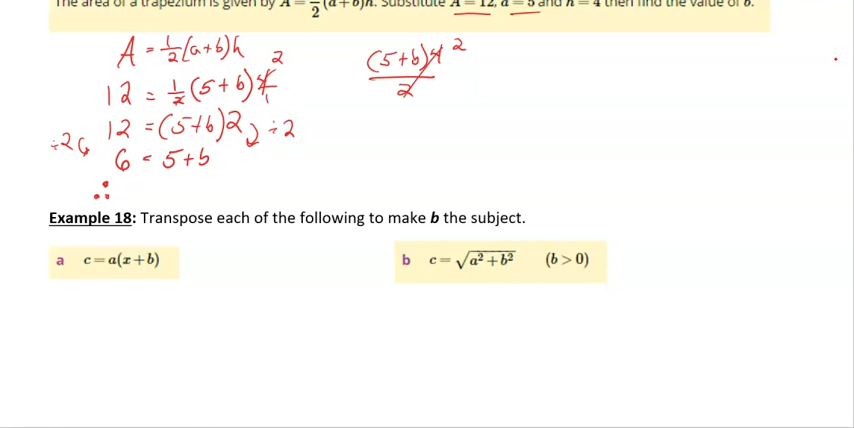 The area of a trapezium is given by A = 1/2 (a+b)h. Substitute A = 12, a = 5 and h = 4 then find the value of b.
A = 1/2 (a+b)h
12 = 1/2 (5+b)4 2 1
12 = (5+b)2
÷2
÷2
6 = 5+b
∴
(5+b)4 2
2
Example 18: Transpose each of the following to make b the subject.
a c=a(x+b)
b c=√a²+b² (b>0)